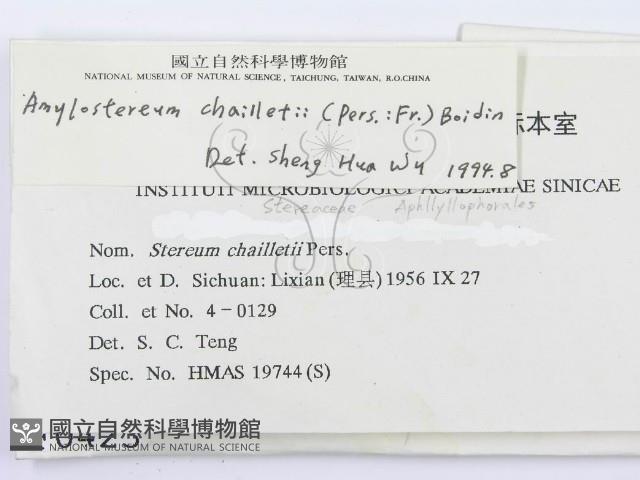 國立自然科學博物館
NATIONAL MUSEUM OF NATURAL SCIENCE, TAICHUNG, TAIWAN, R.O.CHINA
Amylostereum chailletii (Pers.:Fr.) Boidin
Det. Sheng Hua Wu 1994.8
标本室
INSTITUTI MICROBIOLOGICI ACADEMIAE SINICAE
Stereaceae Aphllyllophorales
Nom. Stereum chailletii Pers.
Loc. et D. Sichuan: Lixian (理县) 1956 IX 27
Coll. et No. 4-0129
Det. S. C. Teng
Spec. No. HMAS 19744 (S)
國立自然科學博物館
NATIONAL MUSEUM OF NATURAL SCIENCE